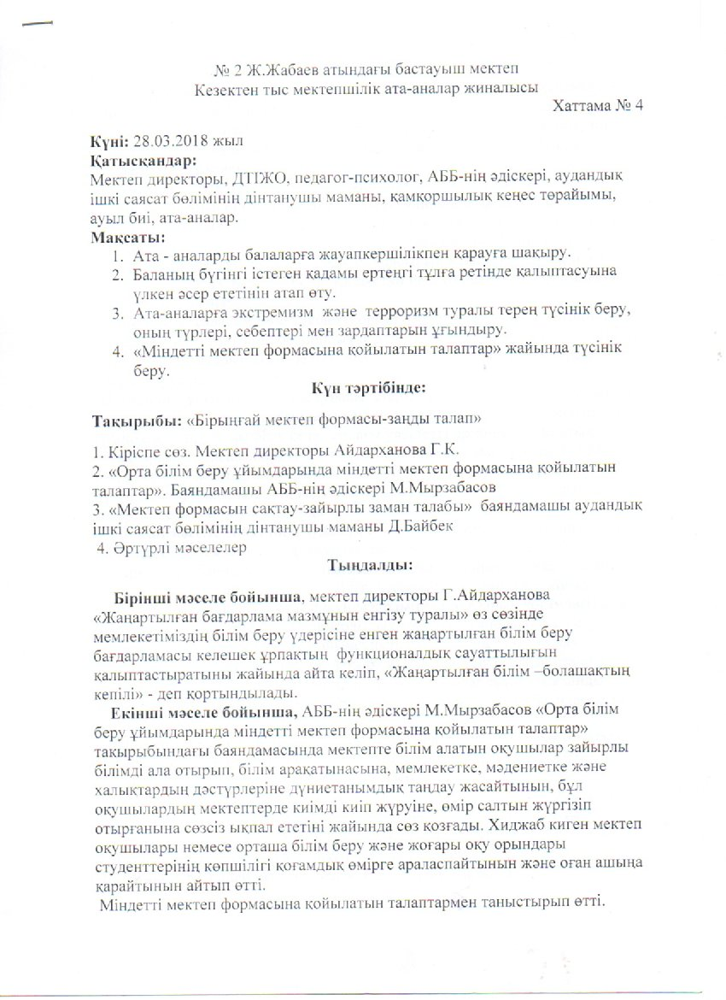 № 2 Ж.Жабаев атындағы бастауыш мектеп
Кезектен тыс мектепшілік ата-аналар жиналысы
Хаттама № 4
Күні: 28.03.2018 жыл
Қатысқандар:
Мектеп директоры, ДТІЖО, педагог-психолог, АББ-нің әдіскері, аудандық
ішкі саясат бөлімінің дінтанушы маманы, қамқоршылық кеңес төрайымы,
ауыл биі, ата-аналар.
Мақсаты:
1. Ата - аналарды балаларға жауапкершілікпен қарауға шақыру.
2. Баланың бүгінгі істеген қадамы ертеңгі тұлға ретінде қалыптасуына
үлкен әсер ететінін атап өту.
3. Ата-аналарға экстремизм және терроризм туралы терең түсінік беру,
оның түрлері, себептері мен зардаптарын ұғындыру.
4. «Міндетті мектеп формасына қойылатын талаптар» жайында түсінік
беру.
Күн тәртібінде:
Тақырыбы: «Бірыңғай мектеп формасы-заңды талап»
1. Кіріспе сөз. Мектеп директоры Айдарханова Г.К.
2. «Орта білім беру ұйымдарында міндетті мектеп формасына қойылатын
талаптар». Баяндамашы АББ-нің әдіскері М.Мырзабасов
3. «Мектеп формасын сақтау-зайырлы заман талабы» баяндамашы аудандық
ішкі саясат бөлімінің дінтанушы маманы Д.Байбек
4. Әртүрлі мәселелер
Тыңдалды:
Бірінші мәселе бойынша, мектеп директоры Г.Айдарханова
«Жаңартылған бағдарлама мазмұнын енгізу туралы» өз сөзінде
мемлекетіміздің білім беру үдерісіне енген жаңартылған білім беру
бағдарламасы келешек ұрпақтың функционалдық сауаттылығын
қалыптастыратыны жайында айта келіп, «Жаңартылған білім –болашақтың
кепілі» - деп қортындылады.
Екінші мәселе бойынша, АББ-нің әдіскері М.Мырзабасов «Орта білім
беру ұйымдарында міндетті мектеп формасына қойылатын талаптар»
тақырыбындағы баяндамасында мектепте білім алатын оқушылар зайырлы
білімді ала отырып, білім арақатынасына, мемлекетке, мәдениетке және
халықтардың дәстүрлеріне дүниетанымдық таңдау жасайтынын, бұл
оқушылардың мектептерде киімді киіп жүруіне, өмір салтын жүргізіп
отырғанына сөзсіз ықпал ететіні жайында сөз қозғады. Хиджаб киген мектеп
оқушылары немесе орташа білім беру және жоғары оқу орындары
студенттерінің көпшілігі қоғамдық өмірге араласпайтынын және оған ашыңа
қарайтынын айтып өтті.
Міндетті мектеп формасына қойылатын талаптармен таныстырып өтті.